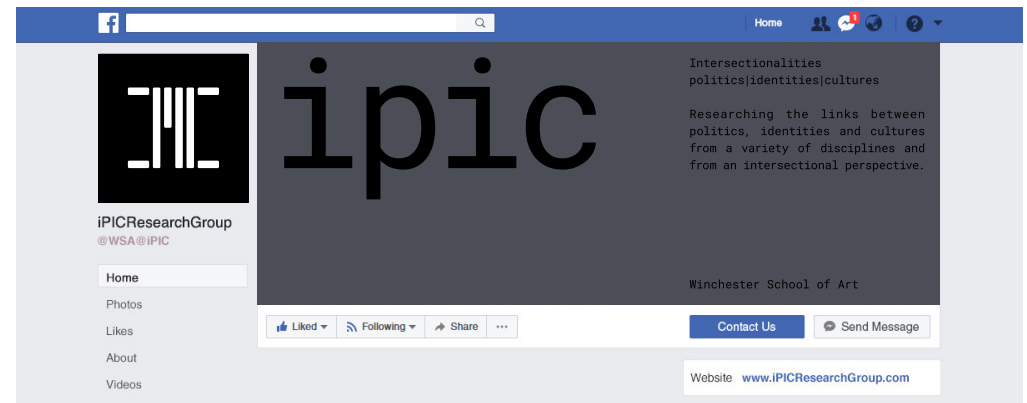 f
Home
1
?
ipic
Intersectionalities
politics|identities|cultures
Researching the links between
politics, identities and cultures
from a variety of disciplines and
from an intersectional perspective.
Winchester School of Art
iPICResearchGroup
@WSA@iPIC
Home
Photos
Likes
About
Videos
Liked
Following
Share
...
Contact Us
Send Message
Website www.iPICResearchGroup.com